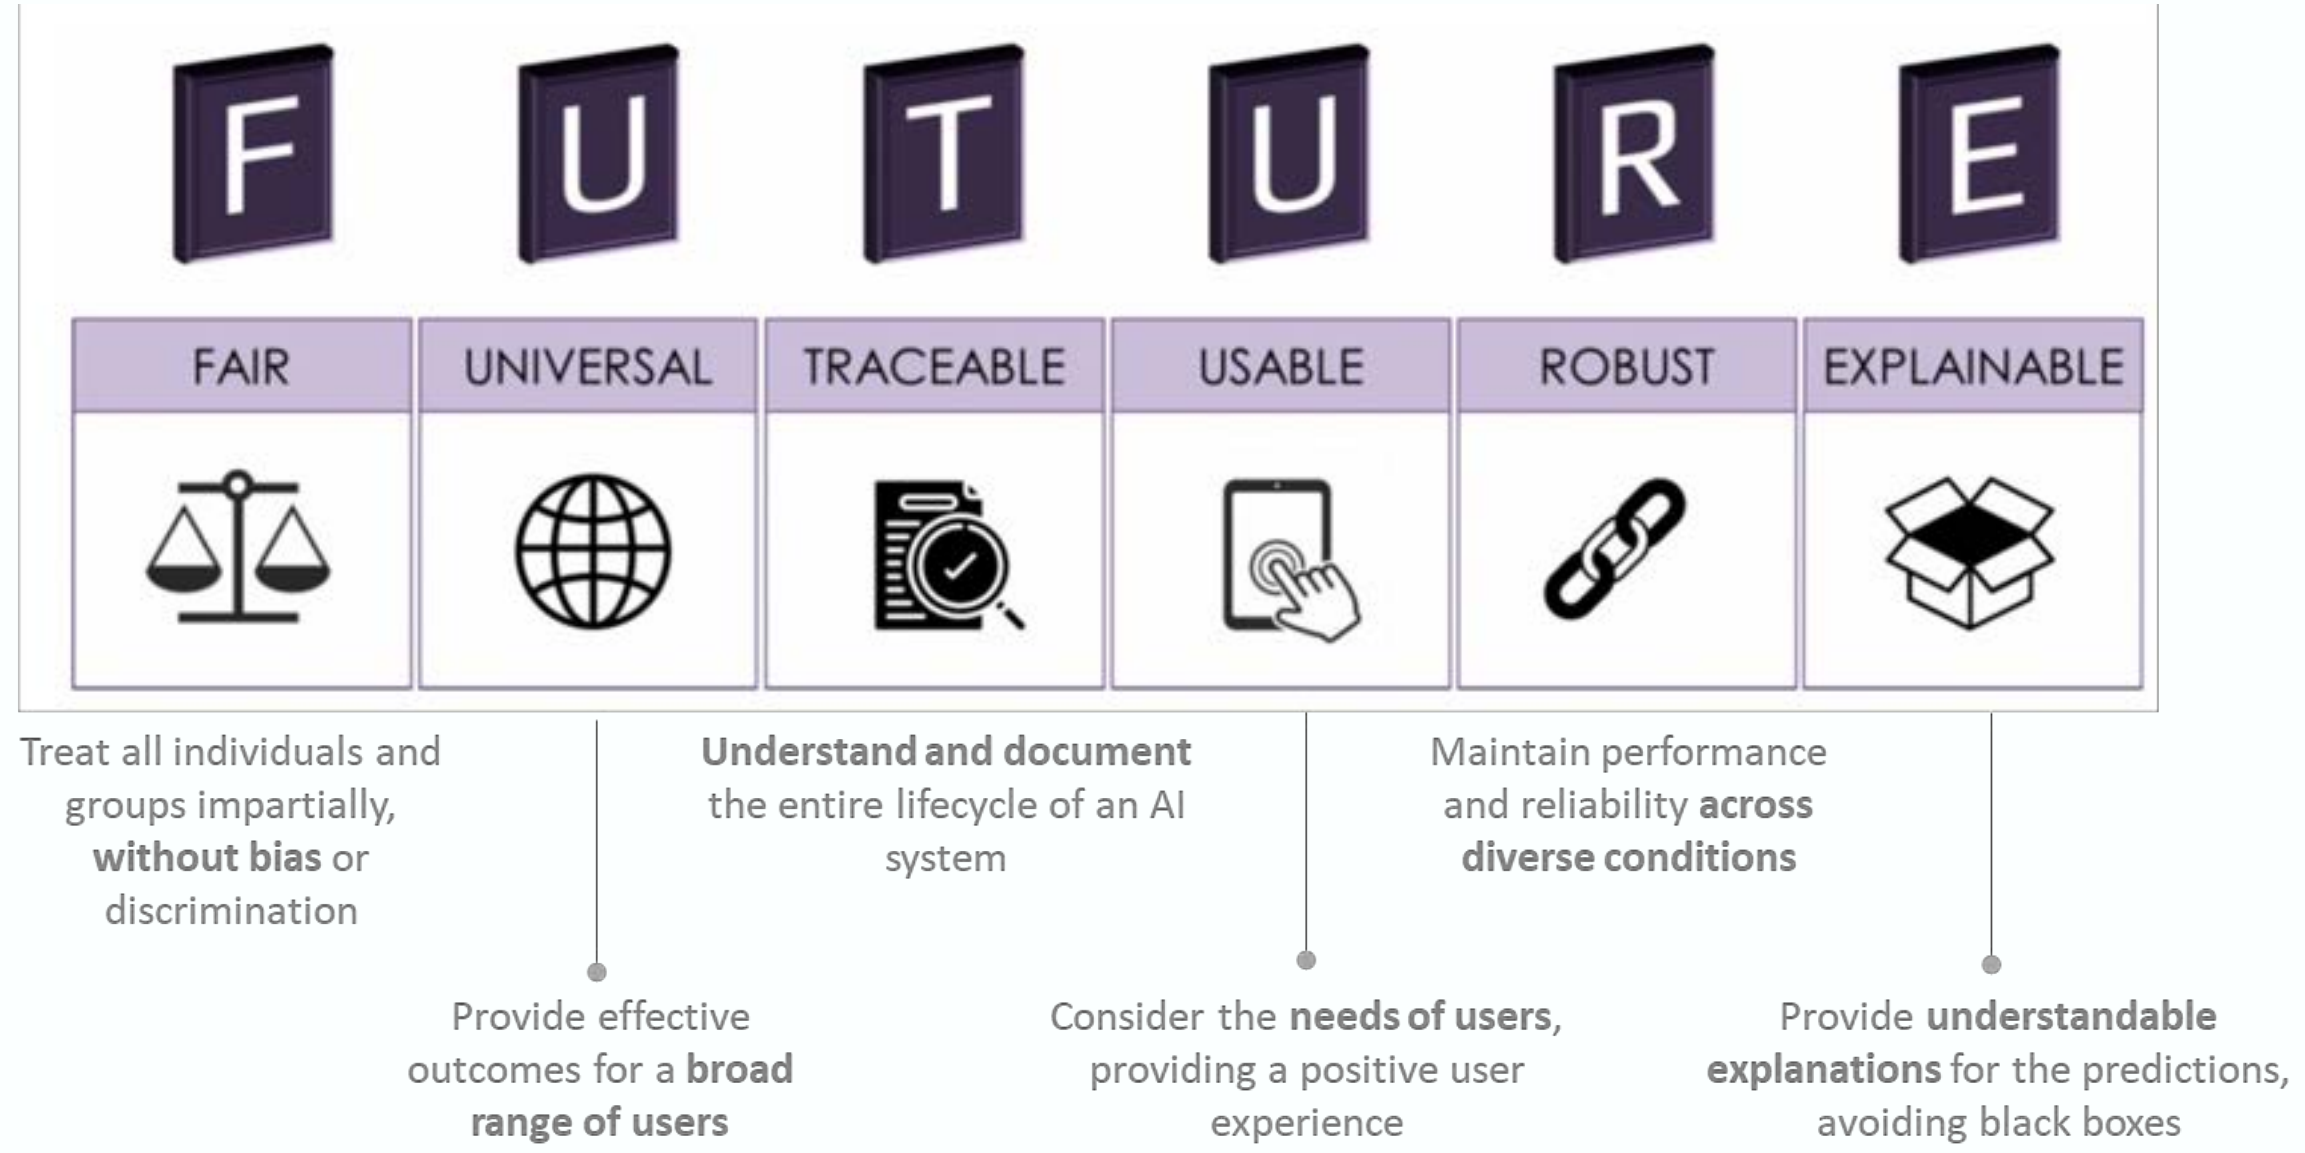 F
U
T
U
R
E
FAIR
UNIVERSAL
TRACEABLE
USABLE
ROBUST
EXPLAINABLE
Treat all individuals and
groups impartially,
without bias or
discrimination
Provide effective
outcomes for a broad
range of users
Understand and document
the entire lifecycle of an AI
system
Consider the needs of users,
providing a positive user
experience
Maintain performance
and reliability across
diverse conditions
Provide understandable
explanations for the predictions,
avoiding black boxes